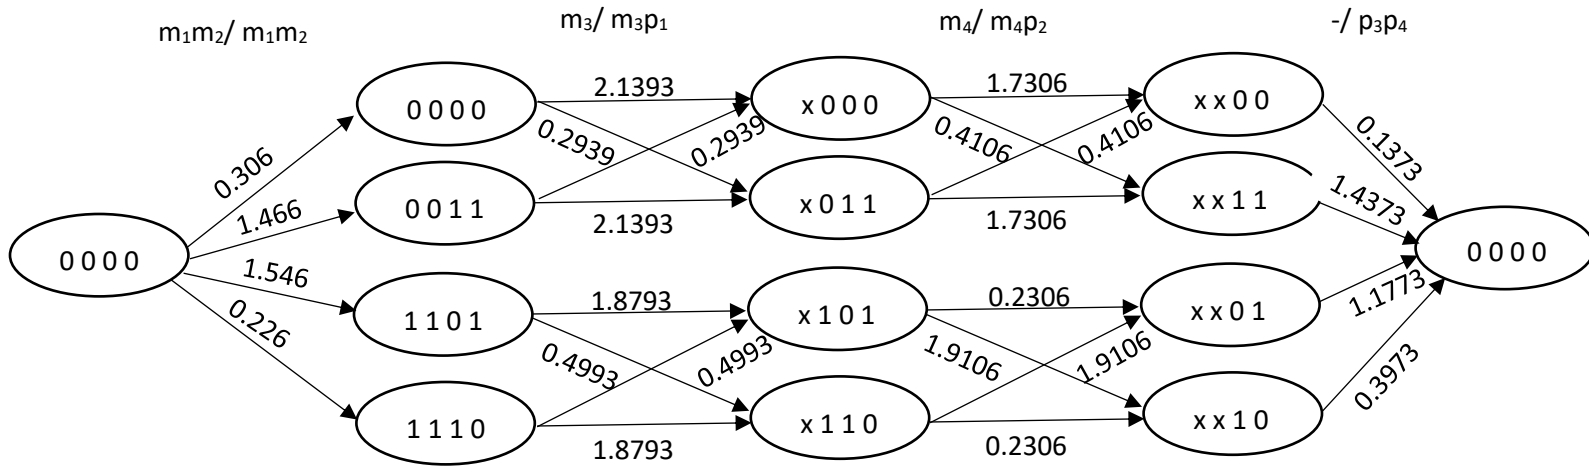 m₁m₂/ m₁m₂
m₃/ m₃p₁
m₄/ m₄p₂
-/ p₃p₄
0 0 0 0
0.306
1.466
1.546
0.226
0 0 0 0
0 0 1 1
1 1 0 1
1 1 1 0
2.1393
0.2939
0.2939
2.1393
1.8793
0.4993
0.4993
1.8793
x 0 0 0
x 0 1 1
x 1 0 1
x 1 1 0
1.7306
0.4106
0.4106
1.7306
0.2306
1.9106
1.9106
0.2306
x x 0 0
x x 1 1
x x 0 1
x x 1 0
0.1373
1.4373
1.1773
0.3973
0 0 0 0